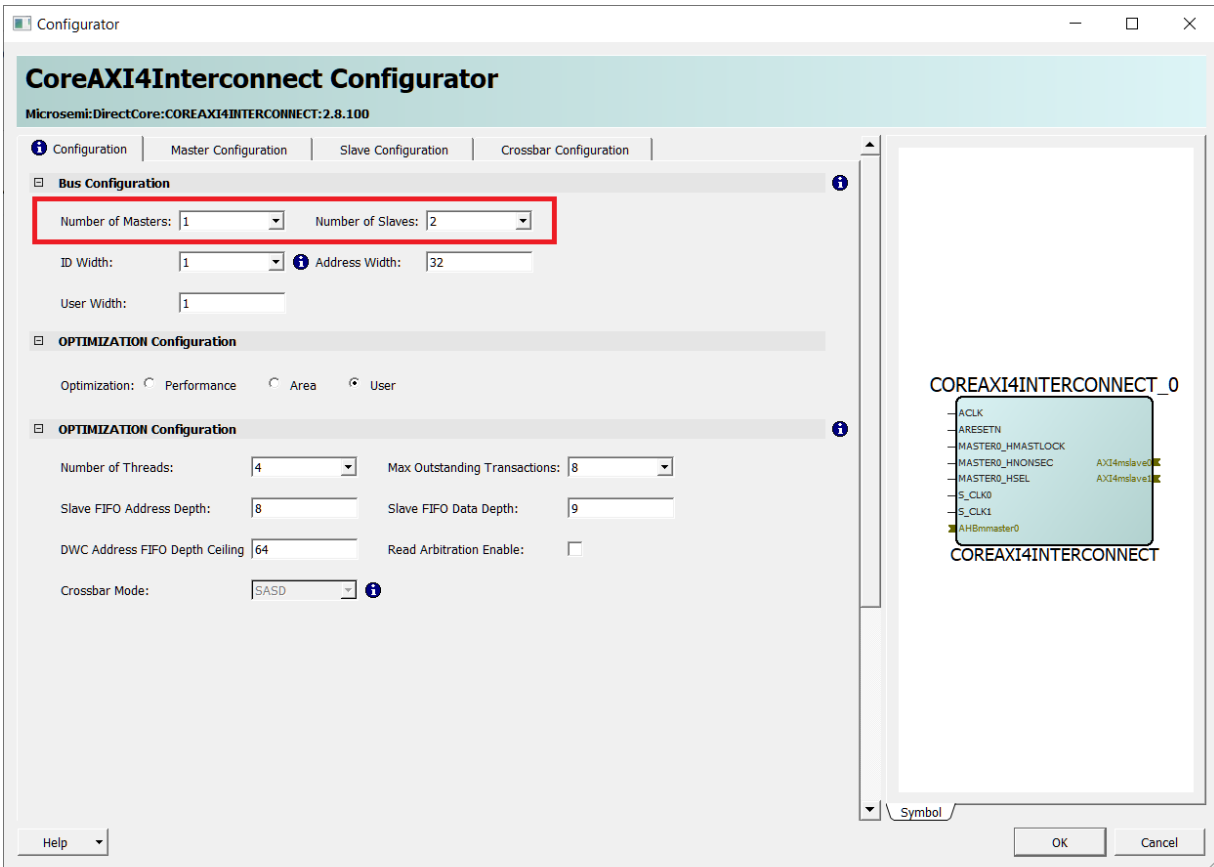 Configurator
CoreAXI4Interconnect Configurator
Microsemi:DirectCore:COREAXI4INTERCONNECT:2.8.100
Configuration Master Configuration Slave Configuration Crossbar Configuration
Bus Configuration
Number of Masters: 1 Number of Slaves: 2
ID Width: 1 Address Width: 32
User Width: 1
OPTIMIZATION Configuration
Optimization: Performance Area User
OPTIMIZATION Configuration
Number of Threads: 4 Max Outstanding Transactions: 8
Slave FIFO Address Depth: 8 Slave FIFO Data Depth: 9
DWC Address FIFO Depth Ceiling 64 Read Arbitration Enable:
Crossbar Mode: SASD
COREAXI4INTERCONNECT_0
ACLK
ARESETN
MASTER0_HMASTLOCK
MASTER0_HNONSEC AXI4mslave0
MASTER0_HSEL AXI4mslave1
S_CLK0
S_CLK1
AHBmmaster0
COREAXI4INTERCONNECT
Symbol
Help OK Cancel